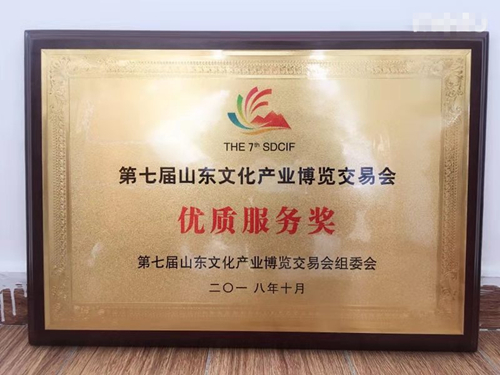 THE 7th SDCIF
第七届山东文化产业博览交易会
优质服务奖
第七届山东文化产业博览交易会组委会
二〇一八年十月